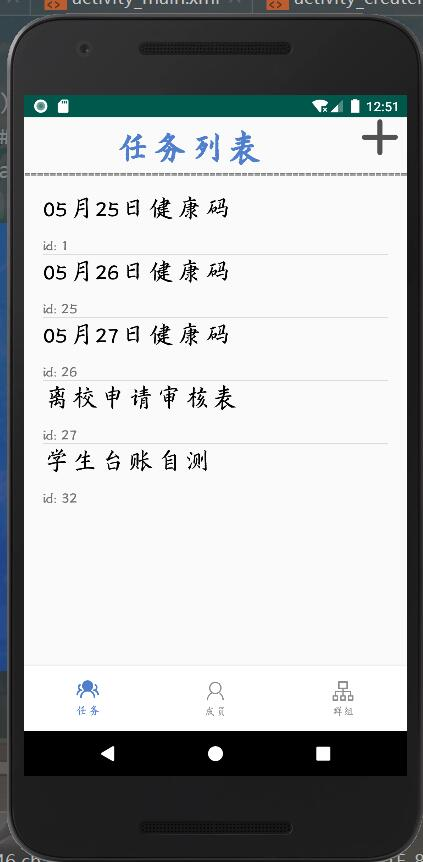 activity_main.xml
activity_create
12:51
任务列表
05月25日健康码
id: 1
05月26日健康码
id: 25
05月27日健康码
id: 26
离校申请审核表
id: 27
学生台账自测
id: 32
任务
成员
群组